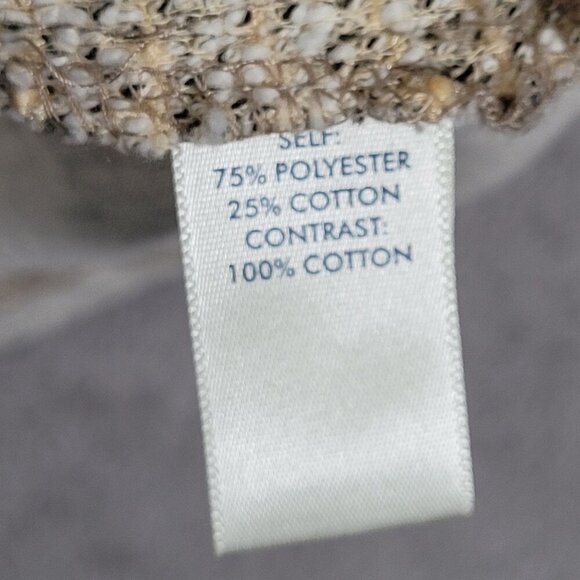 SELF:
75% POLYESTER
25% COTTON
CONTRAST:
100% COTTON